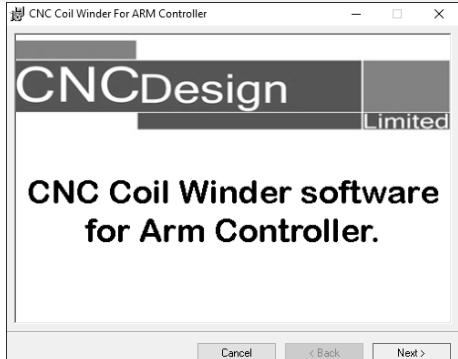 CNC Coil Winder For ARM Controller
CNCDesign
Limited
CNC Coil Winder software
for Arm Controller.
Cancel < Back Next >